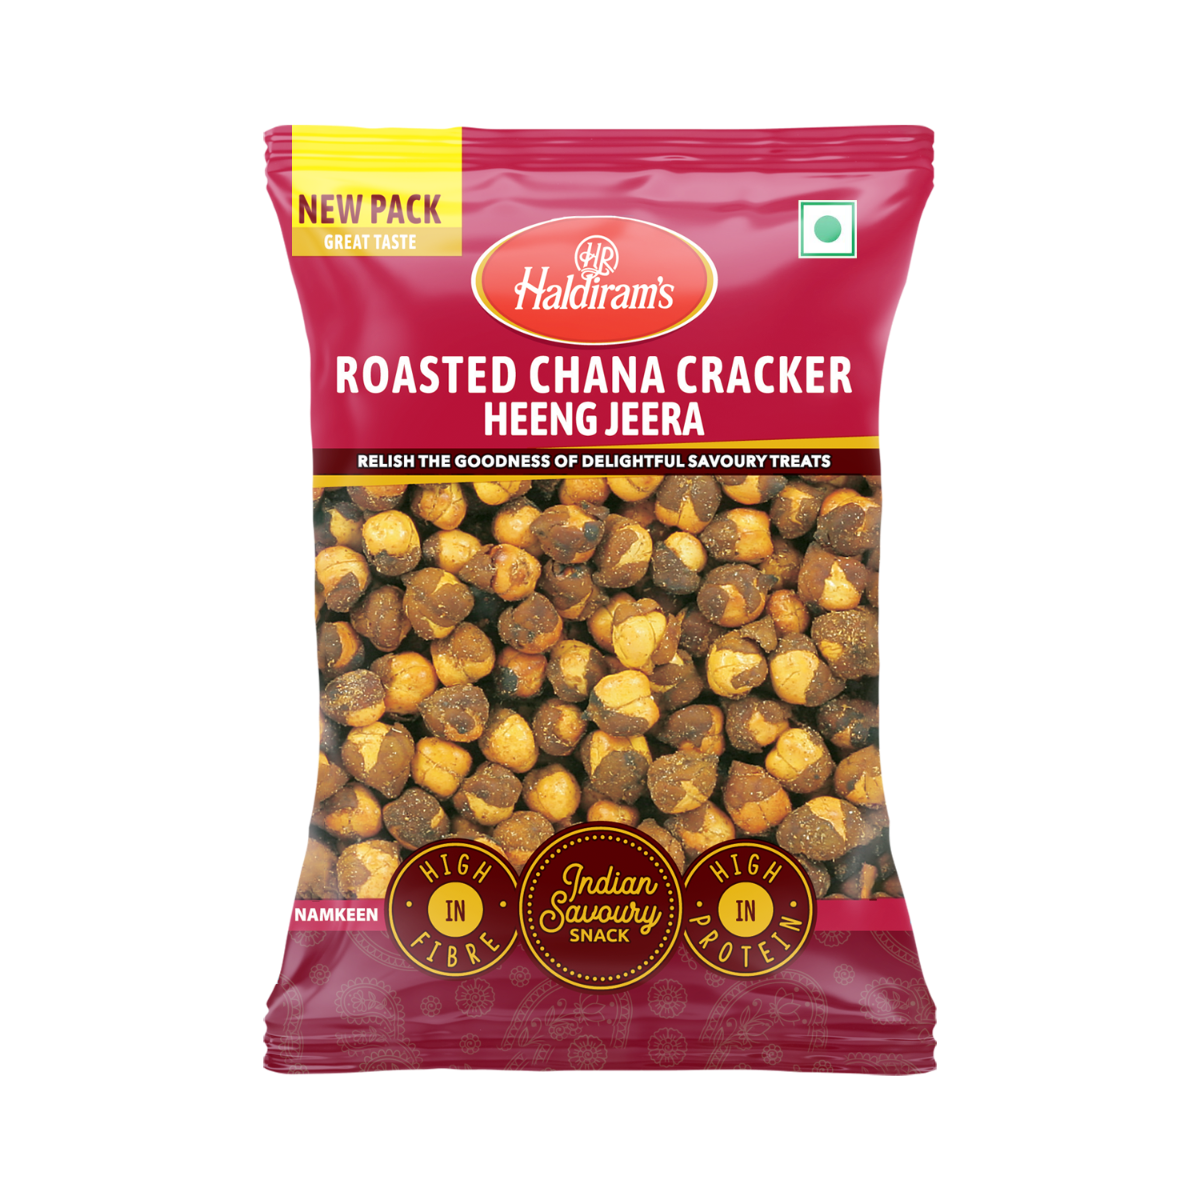 NEW PACK
GREAT TASTE
HR
Haldiram's
ROASTED CHANA CRACKER
HEENG JEERA
RELISH THE GOODNESS OF DELIGHTFUL SAVOURY TREATS
NAMKEEN
HIGH
IN
FIBRE
Indian
Savoury
SNACK
HIGH
IN
PROTEIN